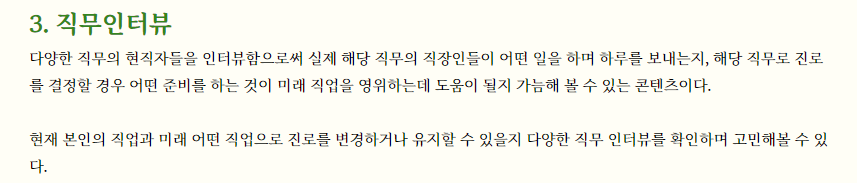 3. 직무인터뷰
다양한 직무의 현직자들을 인터뷰함으로써 실제 해당 직무의 직장인들이 어떤 일을 하며 하루를 보내는지, 해당 직무로 진로
를 결정할 경우 어떤 준비를 하는 것이 미래 직업을 영위하는데 도움이 될지 가늠해 볼 수 있는 콘텐츠이다.
현재 본인의 직업과 미래 어떤 직업으로 진로를 변경하거나 유지할 수 있을지 다양한 직무 인터뷰를 확인하며 고민해볼 수 있
다.